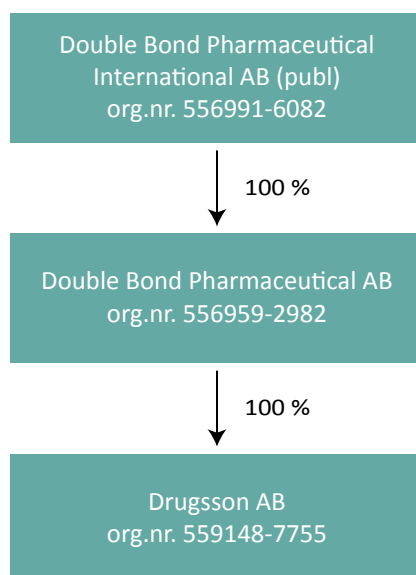 Double Bond Pharmaceutical
International AB (publ)
org.nr. 556991-6082
100 %
Double Bond Pharmaceutical AB
org.nr. 556959-2982
100 %
Drugsson AB
org.nr. 559148-7755